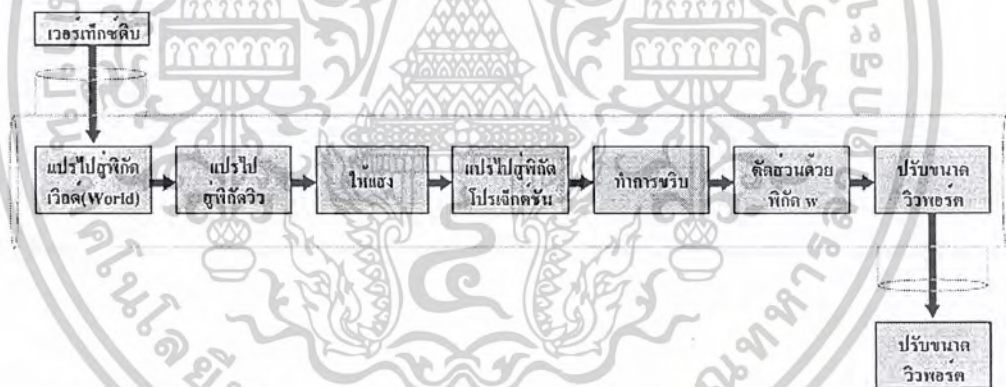 เวอร์เท็กซ์ดิบ
แปรไปสู่พิกัด
เวิลด์(World)
แปรไป
สู่พิกัดวิว
ให้แสง
แปรไปสู่พิกัด
โปรเจ็กต์ชัน
ทำการขริบ
ตัดส่วนด้วย
พิกัด w
ปรับขนาด
วิวพอร์ต
ปรับขนาด
วิวพอร์ต